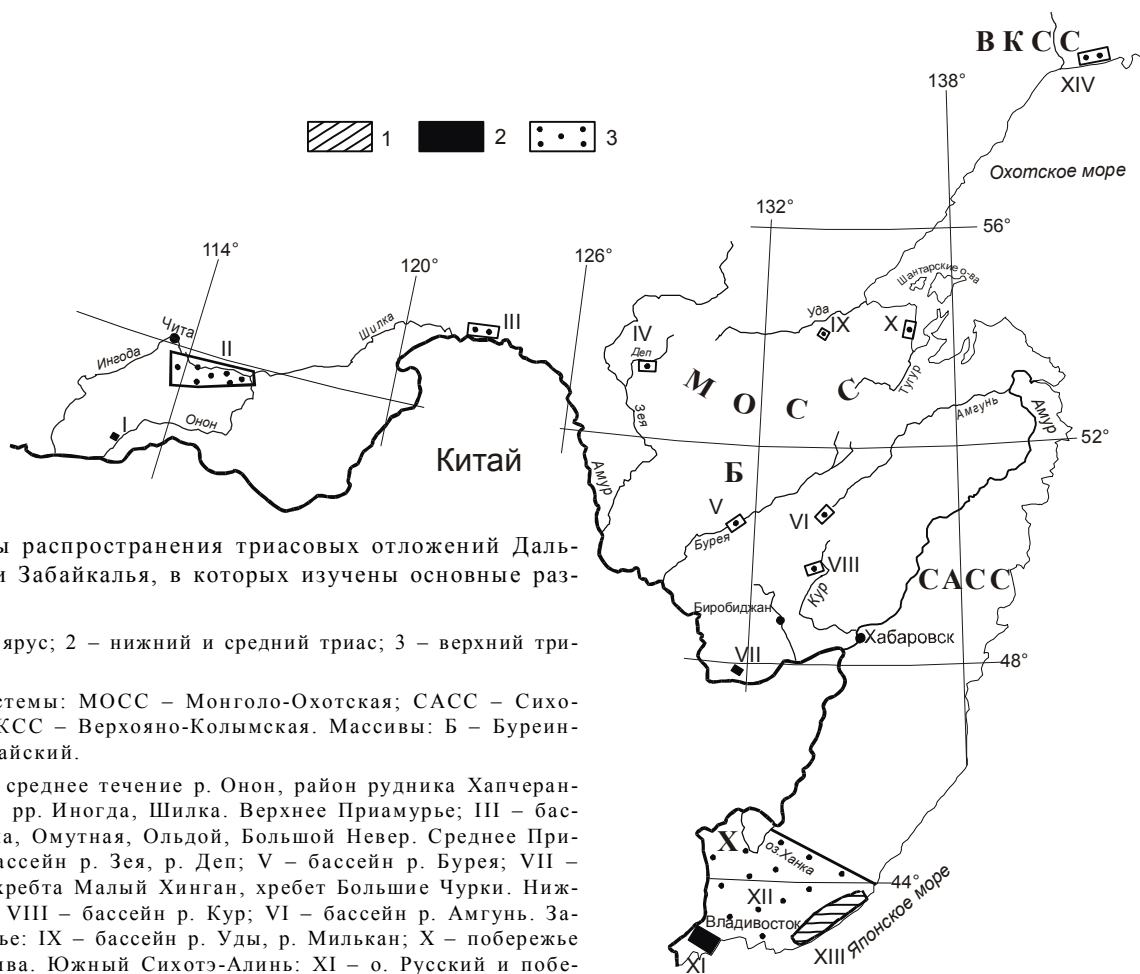 ВКСС
XIV
138°
1 2 3
Охотское море
132°
56°
114°
120°
126°
Шантарские о-ва
Чита
Шилка
III
Уда
IX
X
II
IV
Деп
Ингода
Тугур
МОСС
I
Онон
Зея
Амгунь
Амур
52°
Китай
Амур
Б
V
VI
Бурея
VIII
Кур
САСС
Биробиджан
Хабаровск
VII
48°
ы распространения триасовых отложений Даль-
и Забайкалья, в которых изучены основные раз-
ярус; 2 – нижний и средний триас; 3 – верхний три-
стемы: МОСС – Монголо-Охотская; САСС – Сихо-
КСС – Верхояно-Колымская. Массивы: Б – Буреин-
айский.
среднее течение р. Онон, район рудника Хапчеран-
рр. Иногда, Шилка. Верхнее Приамурье; III – бас-
а, Омутная, Ольдой, Большой Невер. Среднее При-
ассейн р. Зея, р. Деп; V – бассейн р. Бурея; VII –
хребта Малый Хинган, хребет Большие Чурки. Ниж-
VIII – бассейн р. Кур; VI – бассейн р. Амгунь. За-
ье: IX – бассейн р. Уды, р. Милькан; X – побережье
ива. Южный Сихотэ-Алинь: XI – о. Русский и побе-
Х
оз.Ханка
44°
XII
Владивосток
XI
XIII
Японское море